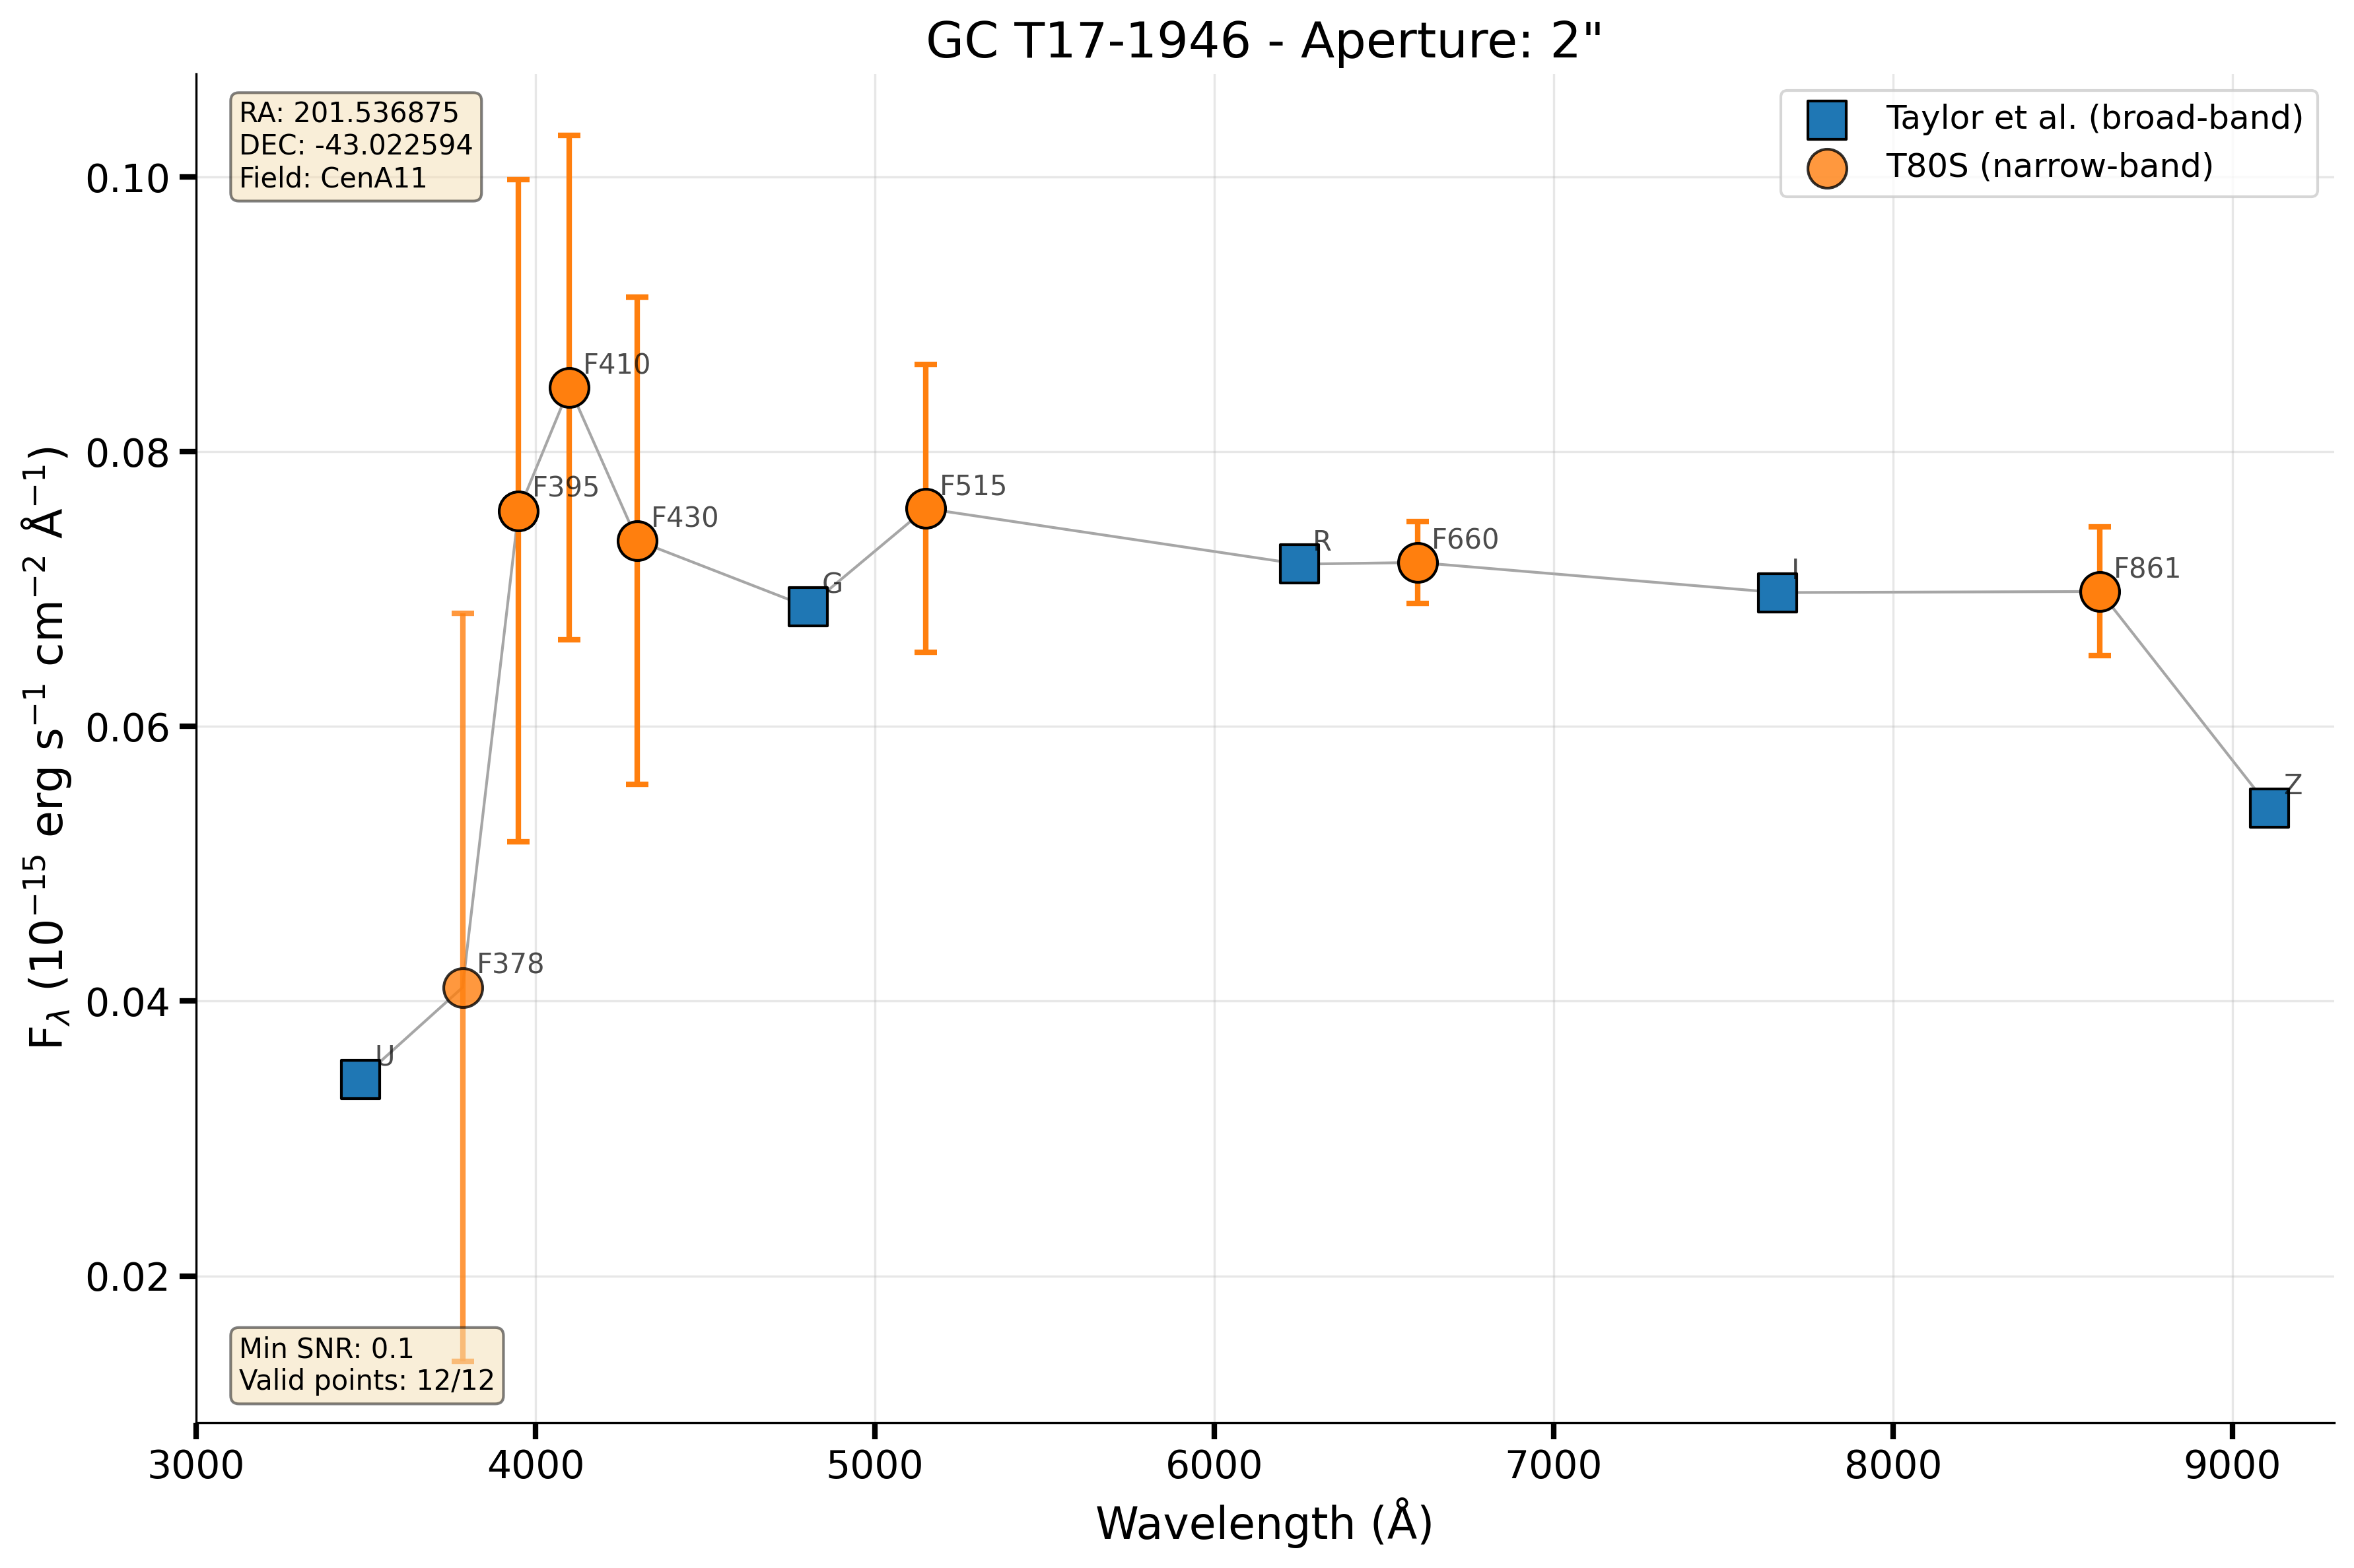 GC T17-1946 - Aperture: 2"
RA: 201.536875
DEC: -43.022594
Field: CenA11
Taylor et al. (broad-band)
T80S (narrow-band)
0.10
0.08
0.06
0.04
0.02
F_λ (10⁻¹⁵ erg s⁻¹ cm⁻² Å⁻¹)
U
F378
F395
F410
F430
G
F515
R
F660
I
F861
Z
Min SNR: 0.1
Valid points: 12/12
3000 4000 5000 6000 7000 8000 9000
Wavelength (Å)